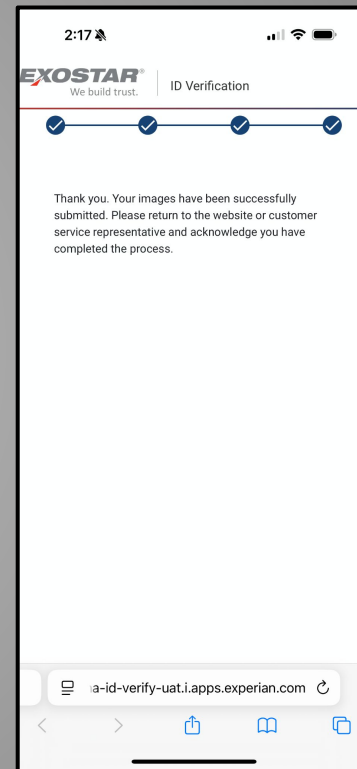 2:17
EXOSTAR®
We build trust.
ID Verification
Thank you. Your images have been successfully
submitted. Please return to the website or customer
service representative and acknowledge you have
completed the process.
a-id-verify-uat.i.apps.experian.com